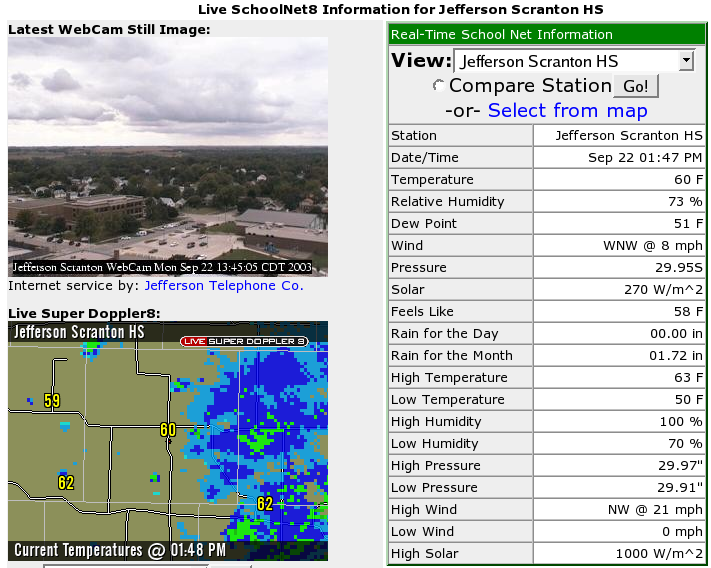 Live SchoolNet8 Information for Jefferson Scranton HS
Latest WebCam Still Image:
Jefferson Scranton WebCam Mon Sep 22 13:45:05 CDT 2003
Internet service by: Jefferson Telephone Co.
Live Super Doppler8:
Jefferson Scranton HS
LIVE SUPER DOPPLER 8
59
60
62
62
Current Temperatures @ 01:48 PM
Real-Time School Net Information
View: Jefferson Scranton HS
Compare Station Go!
-or- Select from map
Station Jefferson Scranton HS
Date/Time Sep 22 01:47 PM
Temperature 60 F
Relative Humidity 73 %
Dew Point 51 F
Wind WNW @ 8 mph
Pressure 29.95S
Solar 270 W/m^2
Feels Like 58 F
Rain for the Day 00.00 in
Rain for the Month 01.72 in
High Temperature 63 F
Low Temperature 50 F
High Humidity 100 %
Low Humidity 70 %
High Pressure 29.97"
Low Pressure 29.91"
High Wind NW @ 21 mph
Low Wind 0 mph
High Solar 1000 W/m^2